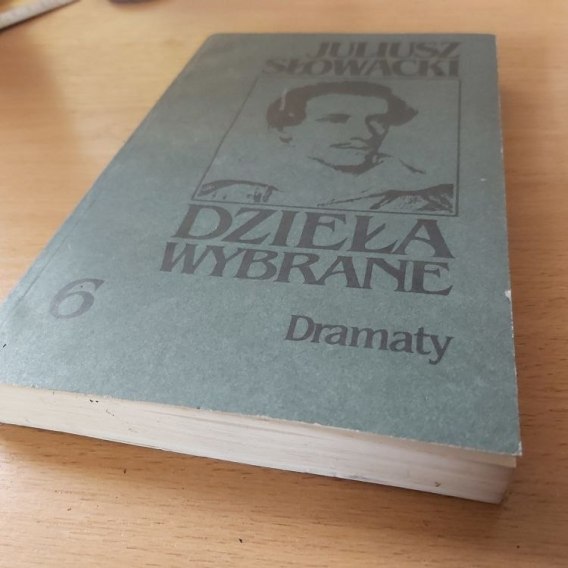 JULIUSZ
SŁOWACKI
DZIEŁA
WYBRANE
6
Dramaty